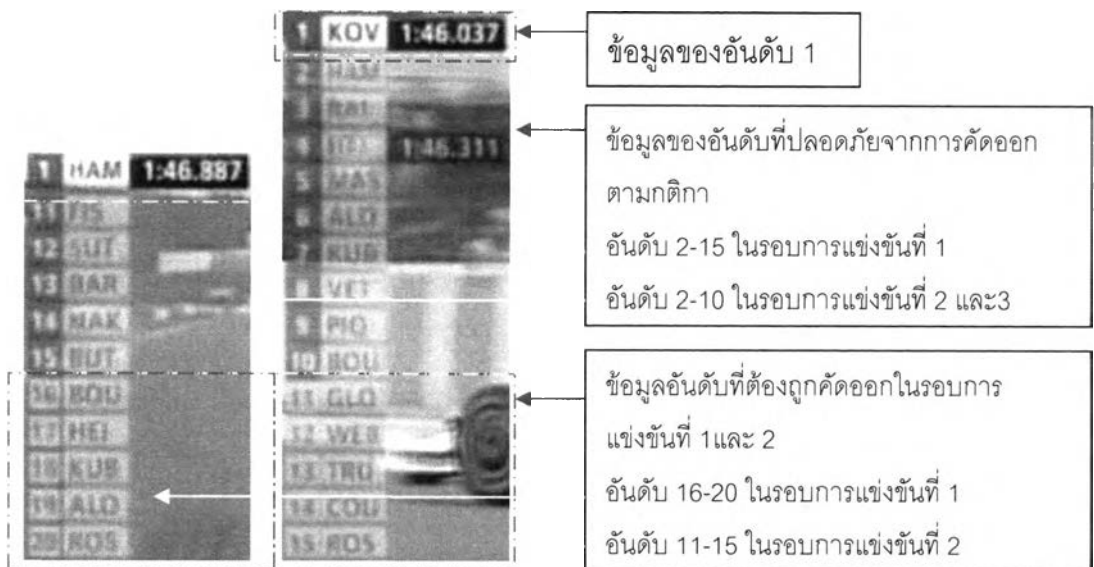 1 HAM 1:46.887
11 FIS
12 SUT
13 BAR
14 NAK
15 BUT
16 BOU
17 HEI
18 KUB
19 ALO
20 ROS
1 KOV 1:46.037
2 HAM
3 RAI
4 HEI 1:46.311
5 MAS
6 ALO
7 KUB
8 VET
9 PIQ
10 BOU
11 GLO
12 WEB
13 TRU
14 COU
15 ROS
ข้อมูลของอันดับ 1
ข้อมูลของอันดับที่ปลอดภัยจากการคัดออก
ตามกติกา
อันดับ 2-15 ในรอบการแข่งขันที่ 1
อันดับ 2-10 ในรอบการแข่งขันที่ 2 และ3
ข้อมูลอันดับที่ต้องถูกคัดออกในรอบการ
แข่งขันที่ 1และ 2
อันดับ 16-20 ในรอบการแข่งขันที่ 1
อันดับ 11-15 ในรอบการแข่งขันที่ 2